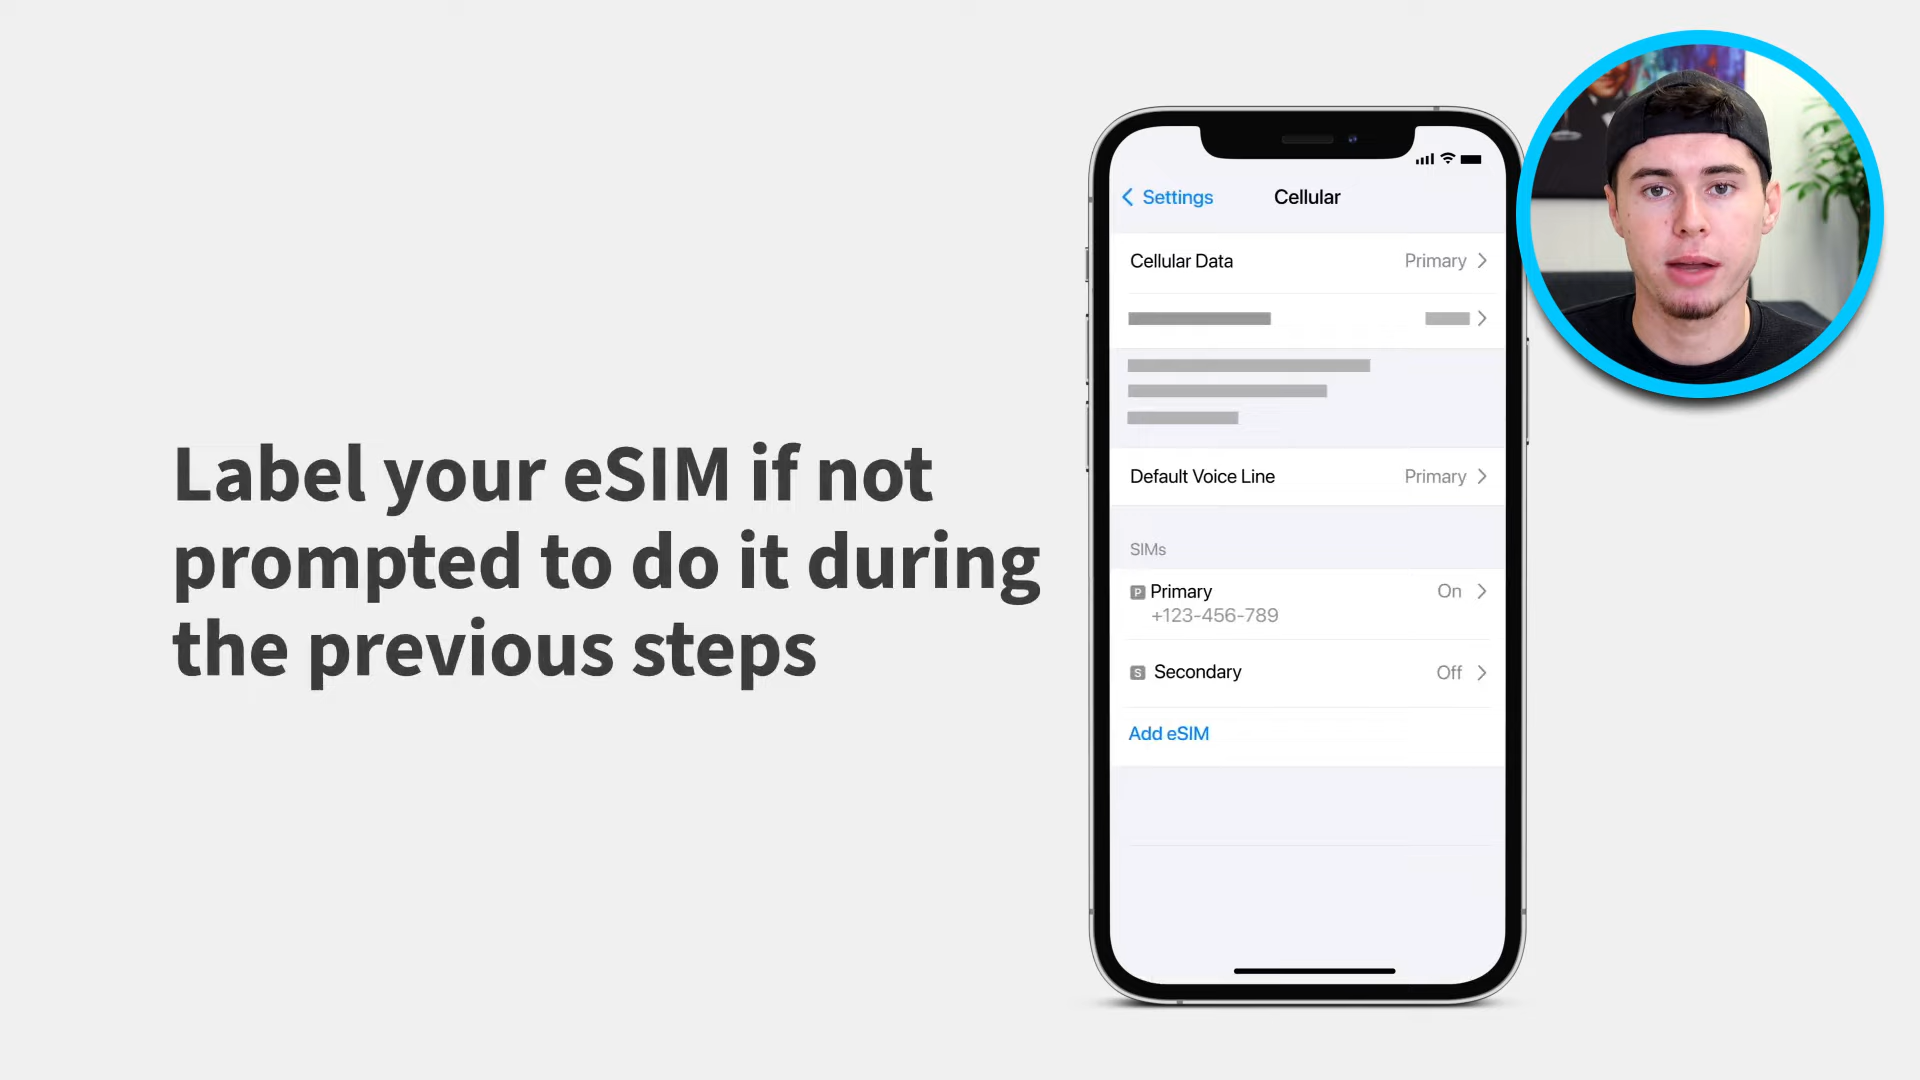 Label your eSIM if not
prompted to do it during
the previous steps
Settings
Cellular
Cellular Data
Primary
Default Voice Line
Primary
SIMs
P Primary
On
+123-456-789
S Secondary
Off
Add eSIM